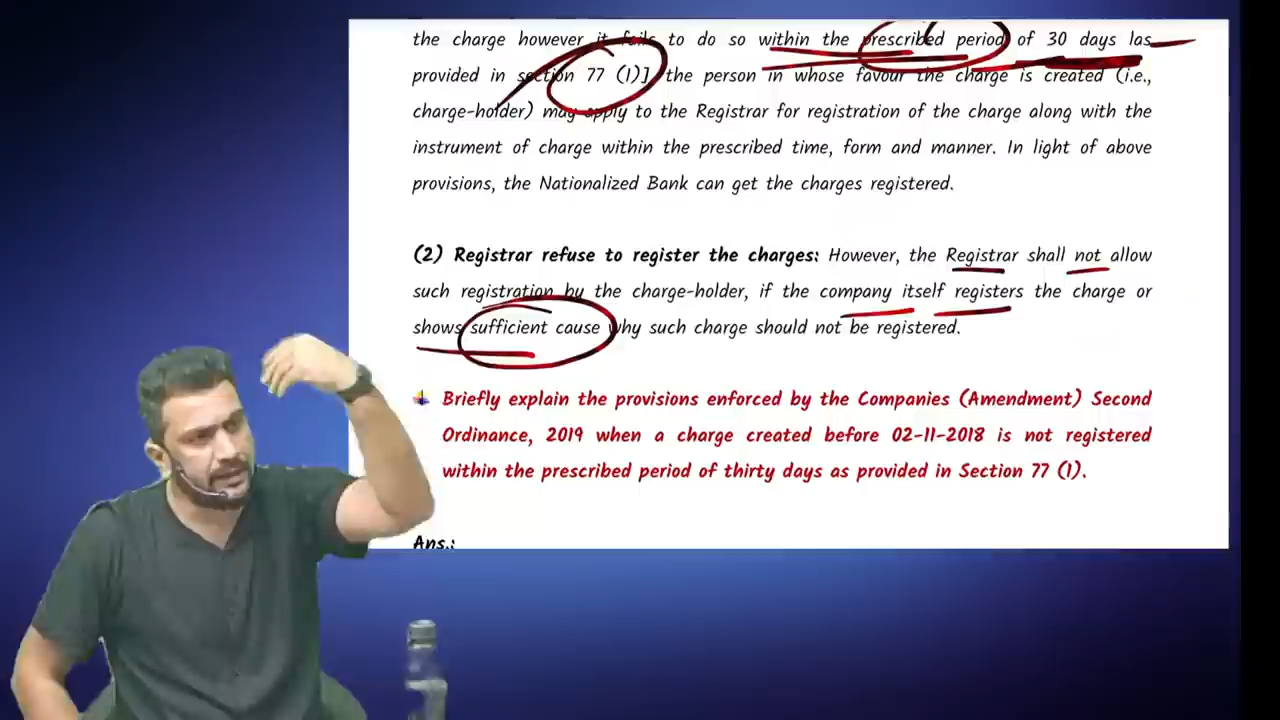 the charge however it fails to do so within the prescribed period of 30 days las
provided in section 77 (1)] the person in whose favour the charge is created (i.e.,
charge-holder) may apply to the Registrar for registration of the charge along with the
instrument of charge within the prescribed time, form and manner. In light of above
provisions, the Nationalized Bank can get the charges registered.
(2) Registrar refuse to register the charges: However, the Registrar shall not allow
such registration by the charge-holder, if the company itself registers the charge or
shows sufficient cause why such charge should not be registered.
Briefly explain the provisions enforced by the Companies (Amendment) Second
Ordinance, 2019 when a charge created before 02-11-2018 is not registered
within the prescribed period of thirty days as provided in Section 77 (1).
Ans.: